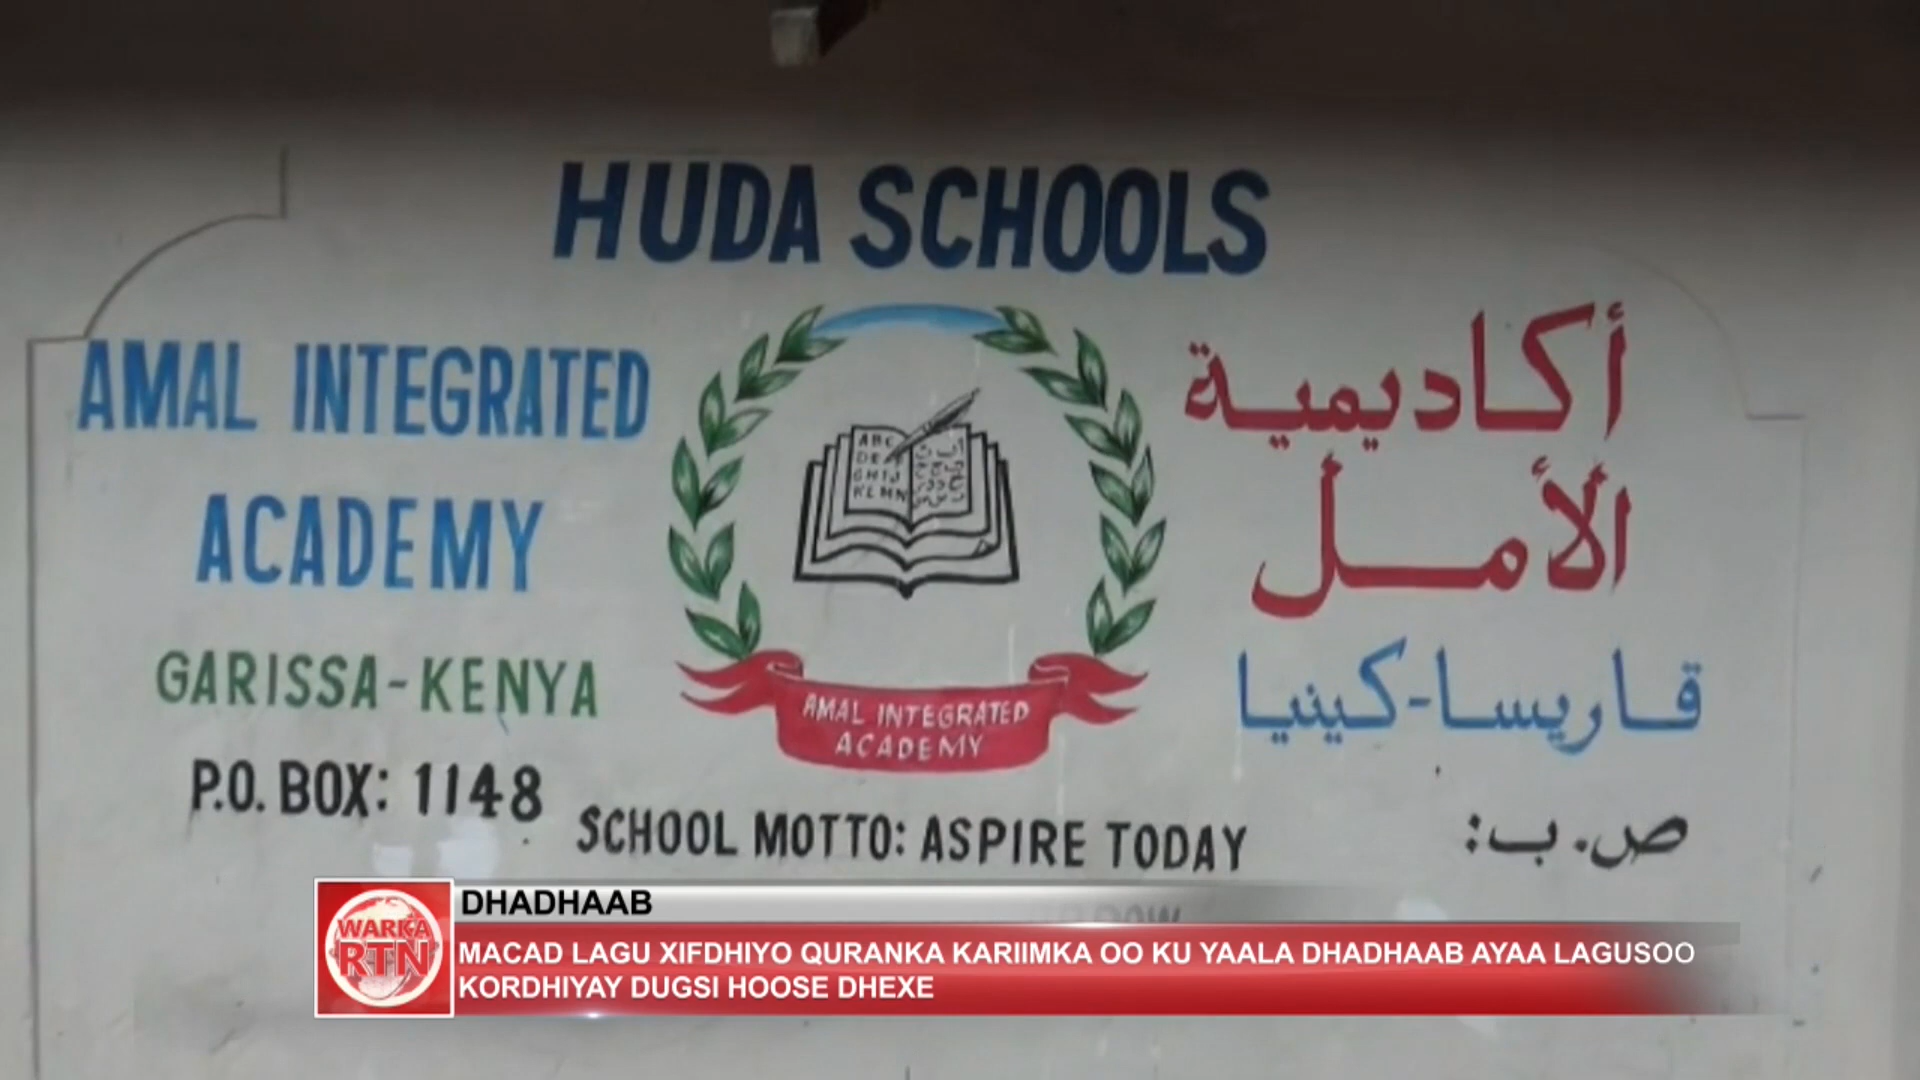 HUDA SCHOOLS
AMAL INTEGRATED
ACADEMY
GARISSA-KENYA
P.O. BOX: 1148
أكاديمية
الأمل
قاريسا-كينيا
ص.ب:
ABC
AMAL INTEGRATED
ACADEMY
SCHOOL MOTTO: ASPIRE TODAY
DHADHAAB
WARKA
RTN
MACAD LAGU XIFDHIYO QURANKA KARIIMKA OO KU YAALA DHADHAAB AYAA LAGUSOO
KORDHIYAY DUGSI HOOSE DHEXE